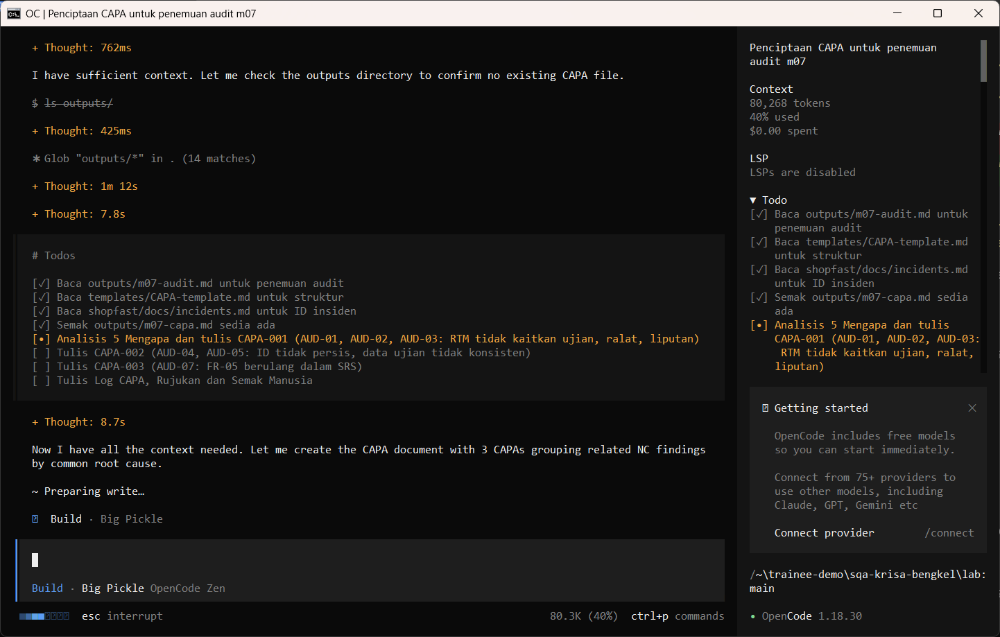 OC | Penciptaan CAPA untuk penemuan audit m07
+ Thought: 762ms
I have sufficient context. Let me check the outputs directory to confirm no existing CAPA file.
$ ls outputs/
+ Thought: 425ms
✱ Glob "outputs/*" in . (14 matches)
+ Thought: 1m 12s
+ Thought: 7.8s
# Todos
[✓] Baca outputs/m07-audit.md untuk penemuan audit
[✓] Baca templates/CAPA-template.md untuk struktur
[✓] Baca shopfast/docs/incidents.md untuk ID insiden
[✓] Semak outputs/m07-capa.md sedia ada
[•] Analisis 5 Mengapa dan tulis CAPA-001 (AUD-01, AUD-02, AUD-03: RTM tidak kaitkan ujian, ralat, liputan)
[ ] Tulis CAPA-002 (AUD-04, AUD-05: ID tidak persis, data ujian tidak konsisten)
[ ] Tulis CAPA-003 (AUD-07: FR-05 berulang dalam SRS)
[ ] Tulis Log CAPA, Rujukan dan Semak Manusia
+ Thought: 8.7s
Now I have all the context needed. Let me create the CAPA document with 3 CAPAs grouping related NC findings
by common root cause.
~ Preparing write…
Build · Big Pickle
Build · Big Pickle OpenCode Zen
esc interrupt
80.3K (40%) ctrl+p commands
Penciptaan CAPA untuk penemuan
audit m07
Context
80,268 tokens
40% used
$0.00 spent
LSP
LSPs are disabled
▼ Todo
[✓] Baca outputs/m07-audit.md untuk
penemuan audit
[✓] Baca templates/CAPA-template.md
untuk struktur
[✓] Baca shopfast/docs/incidents.md
untuk ID insiden
[✓] Semak outputs/m07-capa.md sedia
ada
[•] Analisis 5 Mengapa dan tulis
CAPA-001 (AUD-01, AUD-02, AUD-03:
RTM tidak kaitkan ujian, ralat,
liputan)
Getting started
OpenCode includes free models
so you can start immediately.
Connect from 75+ providers to
use other models, including
Claude, GPT, Gemini etc
Connect provider /connect
/~\trainee-demo\sqa-krisa-bengkel\lab:
main
• OpenCode 1.18.30